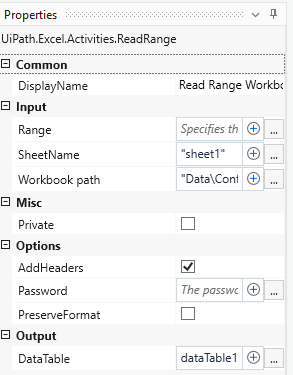 Properties
UiPath.Excel.Activities.ReadRange
Common
DisplayName Read Range Workb
Input
Range Specifies th
SheetName "sheet1"
Workbook path "Data\Conf
Misc
Private
Options
AddHeaders
Password The passwo
PreserveFormat
Output
DataTable dataTable1